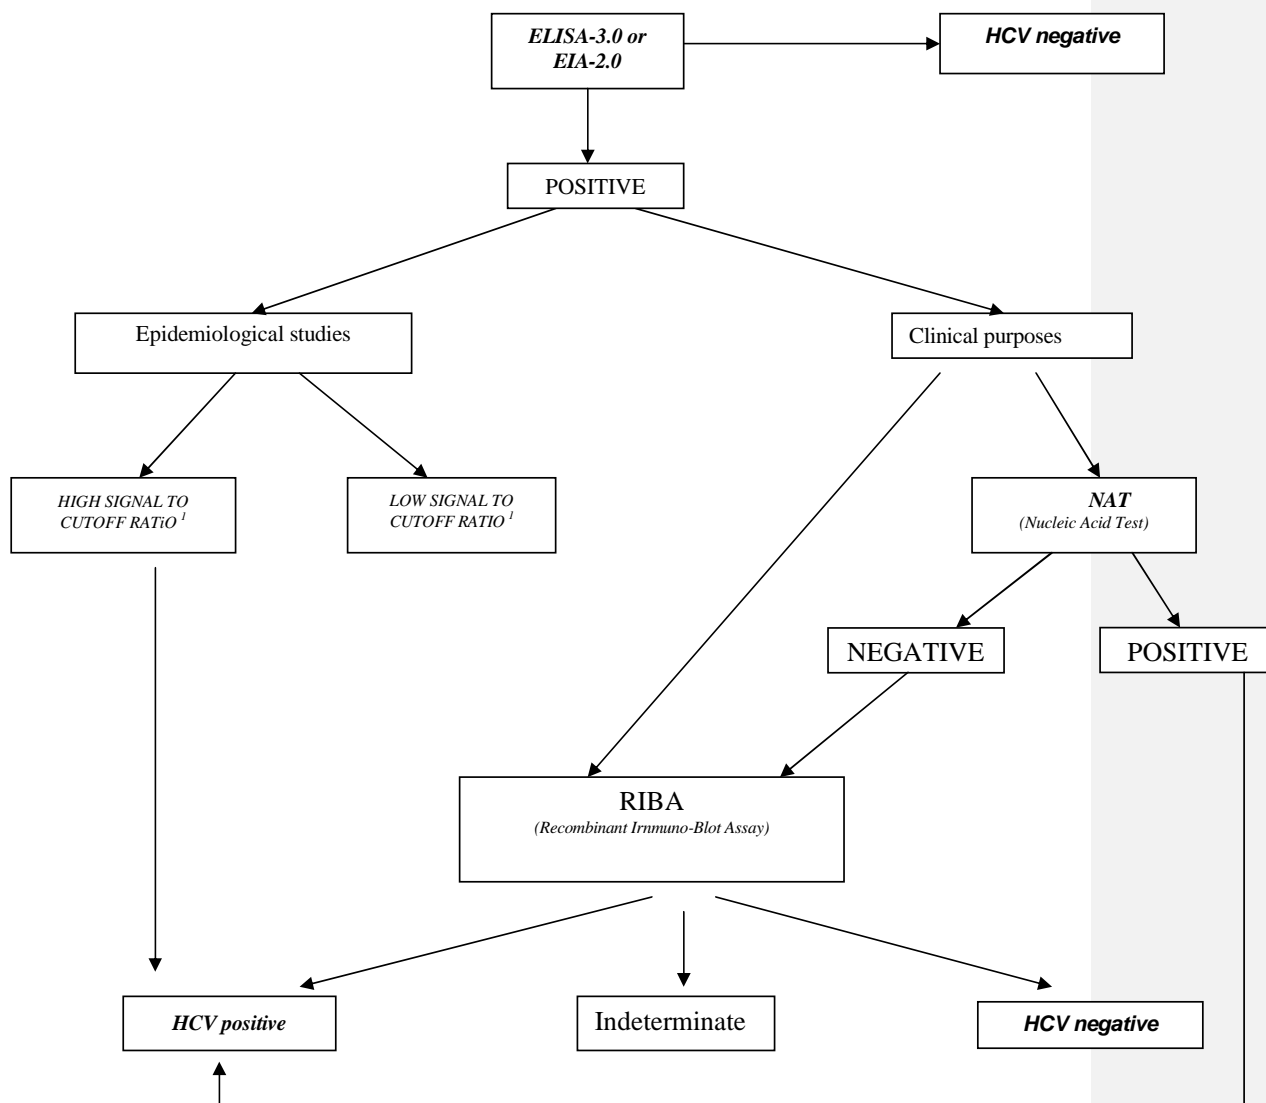 ELISA-3.0 or
EIA-2.0
HCV negative
POSITIVE
Epidemiological studies
Clinical purposes
HIGH SIGNAL TO
CUTOFF RATiO 1
LOW SIGNAL TO
CUTOFF RATIO 1
NAT
(Nucleic Acid Test)
NEGATIVE
POSITIVE
RIBA
(Recombinant Irnmuno-Blot Assay)
HCV positive
Indeterminate
HCV negative